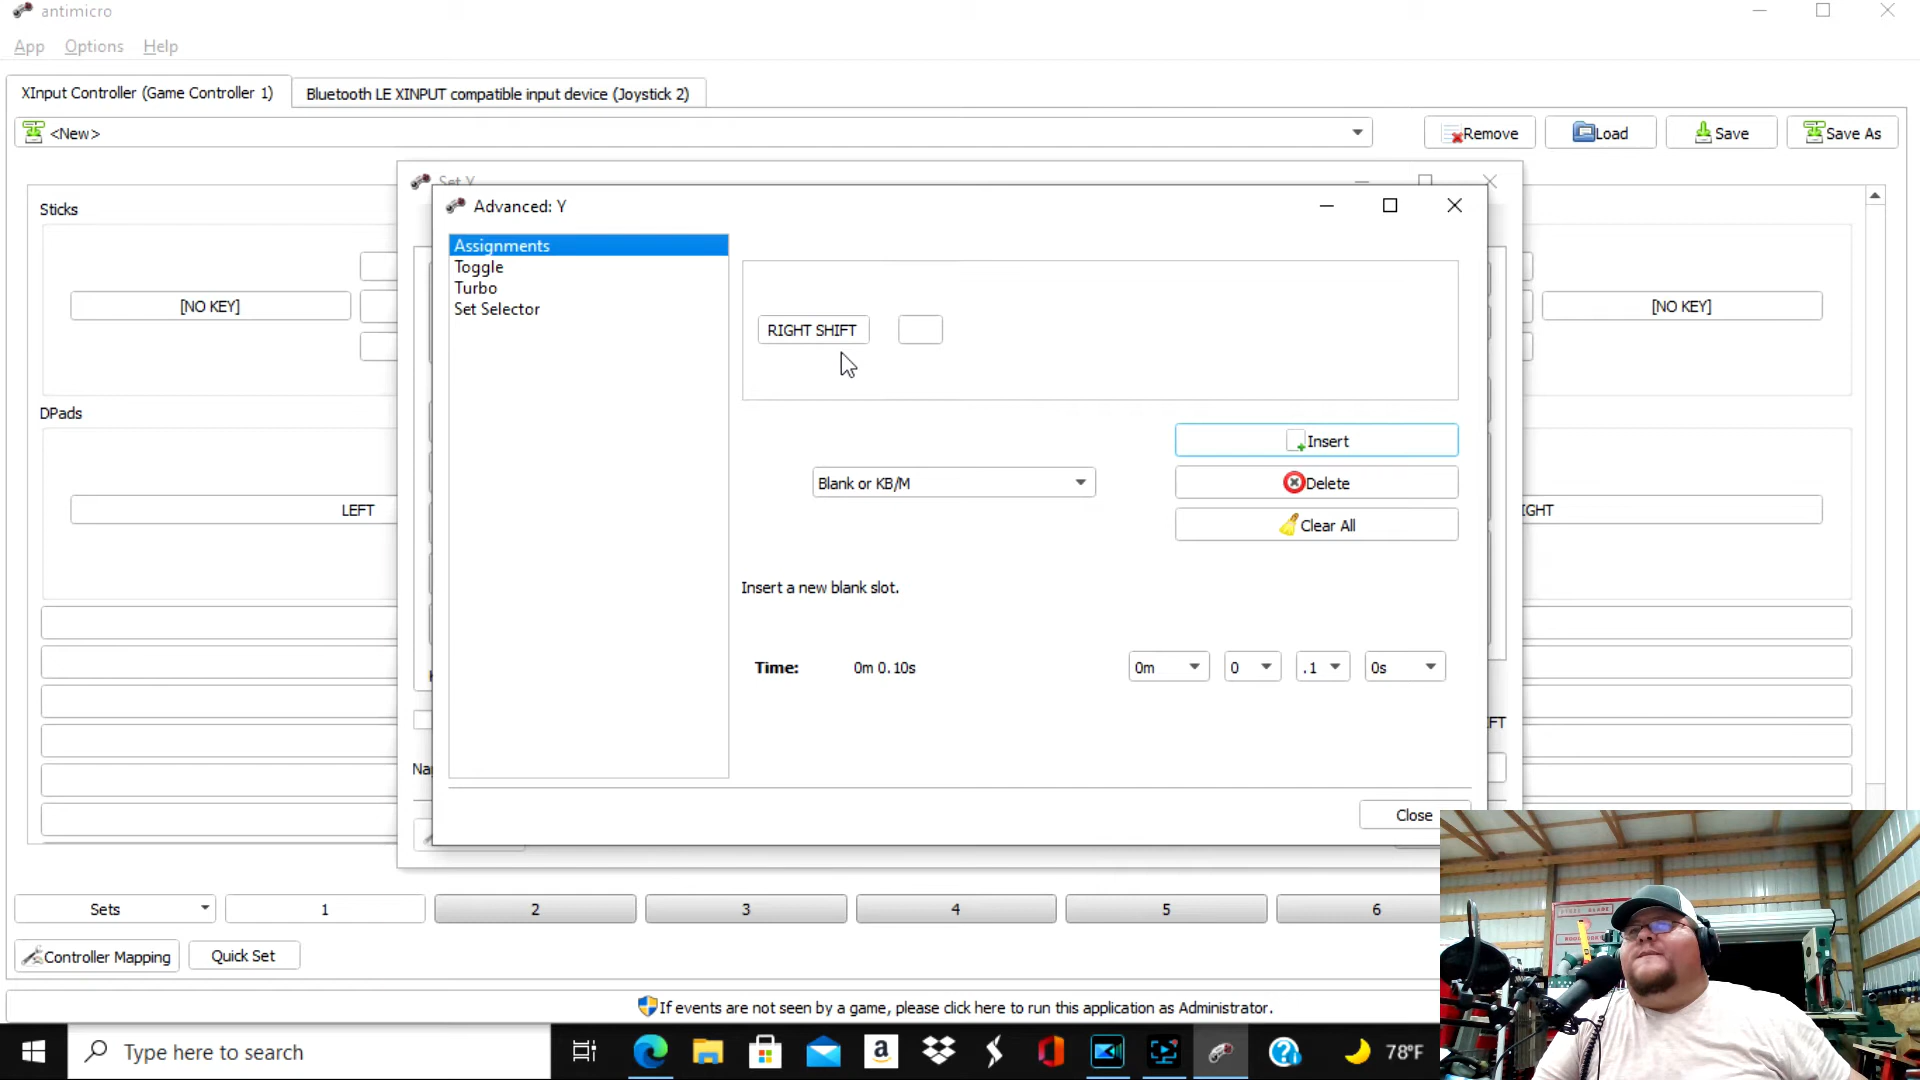 antimicro
App Options Help
XInput Controller (Game Controller 1)
Bluetooth LE XINPUT compatible input device (Joystick 2)
<New>
Remove
Load
Save
Save As
Set Y
Advanced: Y
Sticks
[NO KEY]
[NO KEY]
DPads
LEFT
IGHT
Assignments
Toggle
Turbo
Set Selector
RIGHT SHIFT
Insert
Blank or KB/M
Delete
Clear All
Insert a new blank slot.
Time: 0m 0.10s
0m
0
.1
0s
FT
Na
Close
Sets
1
2
3
4
5
6
Controller Mapping
Quick Set
If events are not seen by a game, please click here to run this application as Administrator.
Type here to search
78°F